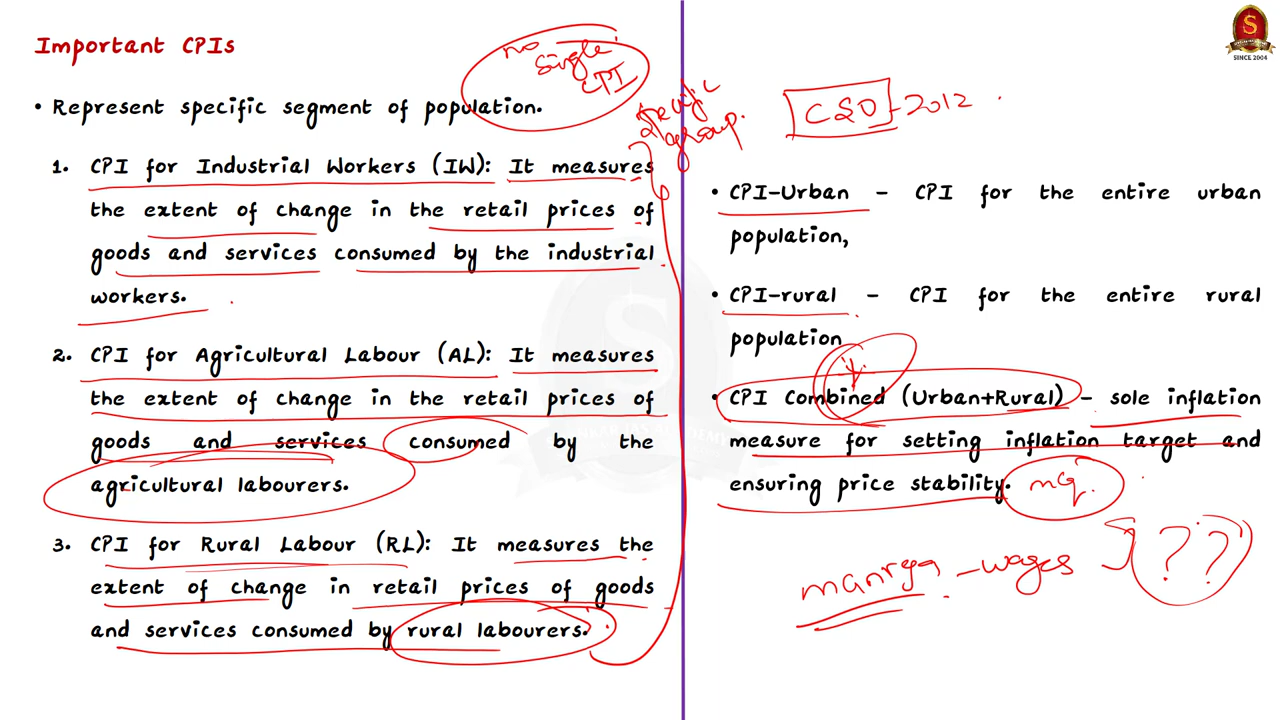 Important CPIs
no single CPI
• Represent specific segment of population.
specific group.
1. CPI for Industrial Workers (IW): It measures
the extent of change in the retail prices of
goods and services consumed by the industrial
workers.
2. CPI for Agricultural Labour (AL): It measures
the extent of change in the retail prices of
goods and services consumed by the
agricultural labourers.
3. CPI for Rural Labour (RL): It measures the
extent of change in retail prices of goods
and services consumed by rural labourers.
S
SINCE 2004
CSO - 2012
• CPI-Urban – CPI for the entire urban
population,
• CPI-rural – CPI for the entire rural
population
• CPI Combined (Urban+Rural) – sole inflation
measure for setting inflation target and
ensuring price stability.
manrega - wages ??